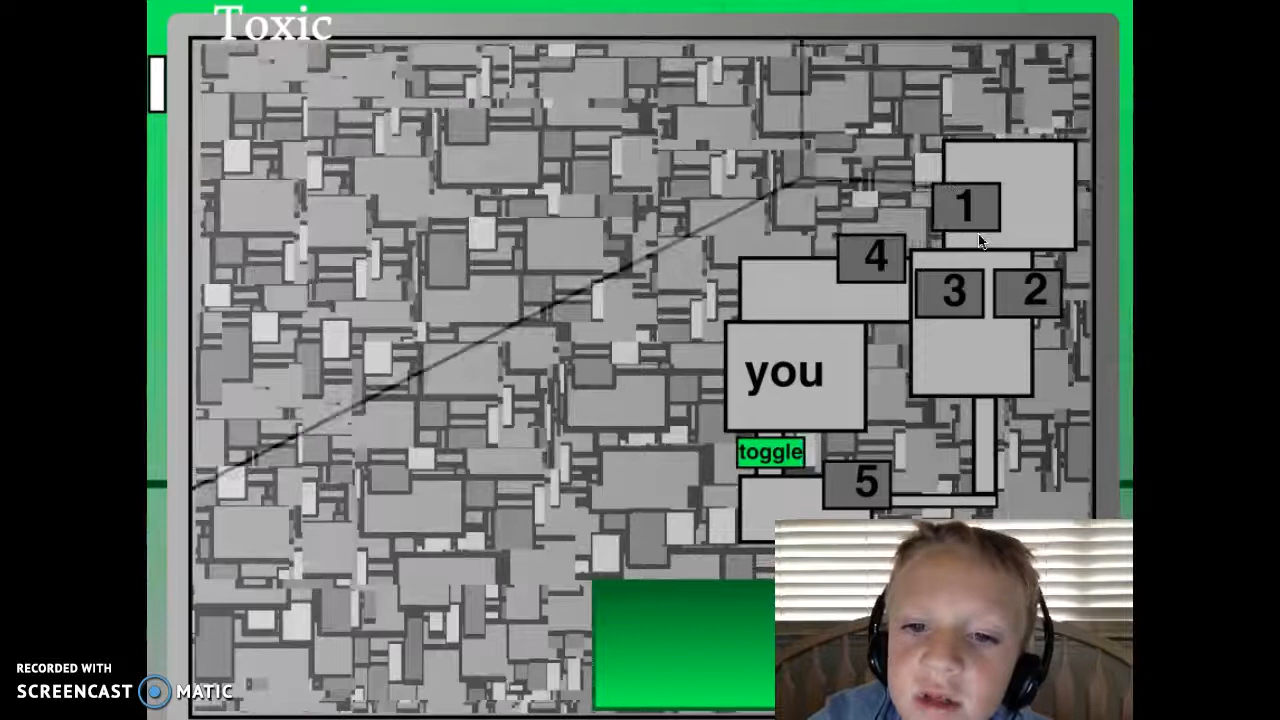 Toxic
1
4
3
2
you
toggle
5
RECORDED WITH
SCREENCAST MATIC